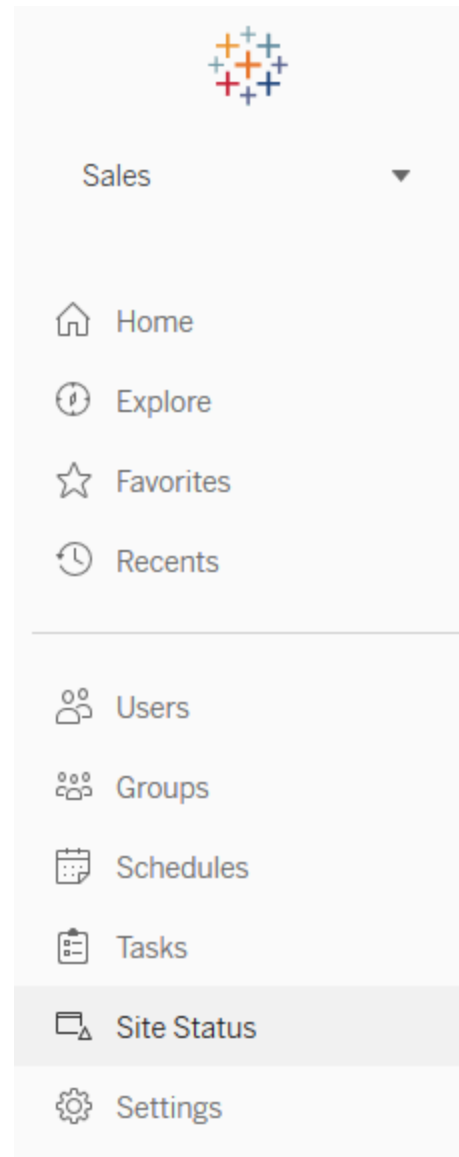 Sales
Home
Explore
Favorites
Recents
Users
Groups
Schedules
Tasks
Site Status
Settings